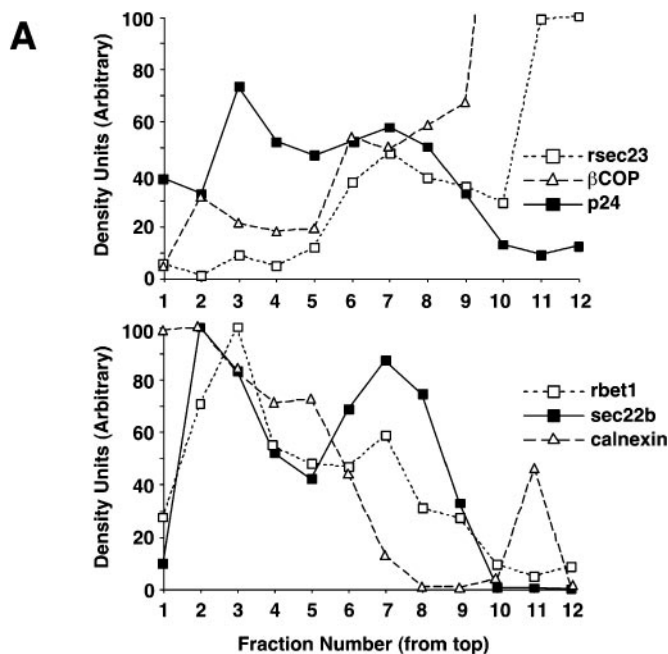 A
Density Units (Arbitrary)
100
80
60
40
20
0
1 2 3 4 5 6 7 8 9 10 11 12
rsec23
βCOP
p24
Density Units (Arbitrary)
100
80
60
40
20
0
1 2 3 4 5 6 7 8 9 10 11 12
rbet1
sec22b
calnexin
Fraction Number (from top)